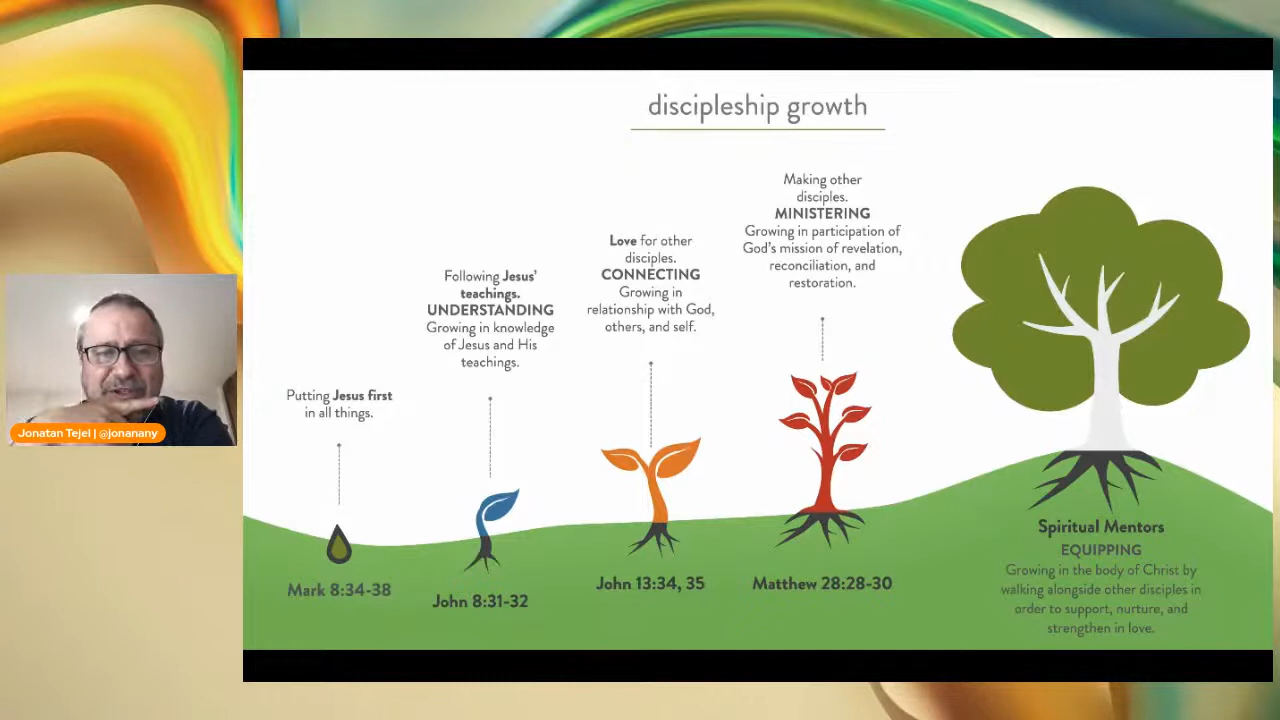 discipleship growth
Putting Jesus first
in all things.
Mark 8:34-38
Following Jesus’
teachings.
UNDERSTANDING
Growing in knowledge
of Jesus and His
teachings.
John 8:31-32
Love for other
disciples.
CONNECTING
Growing in
relationship with God,
others, and self.
John 13:34, 35
Making other
disciples.
MINISTERING
Growing in participation of
God’s mission of revelation,
reconciliation, and
restoration.
Matthew 28:28-30
Spiritual Mentors
EQUIPPING
Growing in the body of Christ by
walking alongside other disciples in
order to support, nurture, and
strengthen in love.
Jonatan Tejel | @jonanany